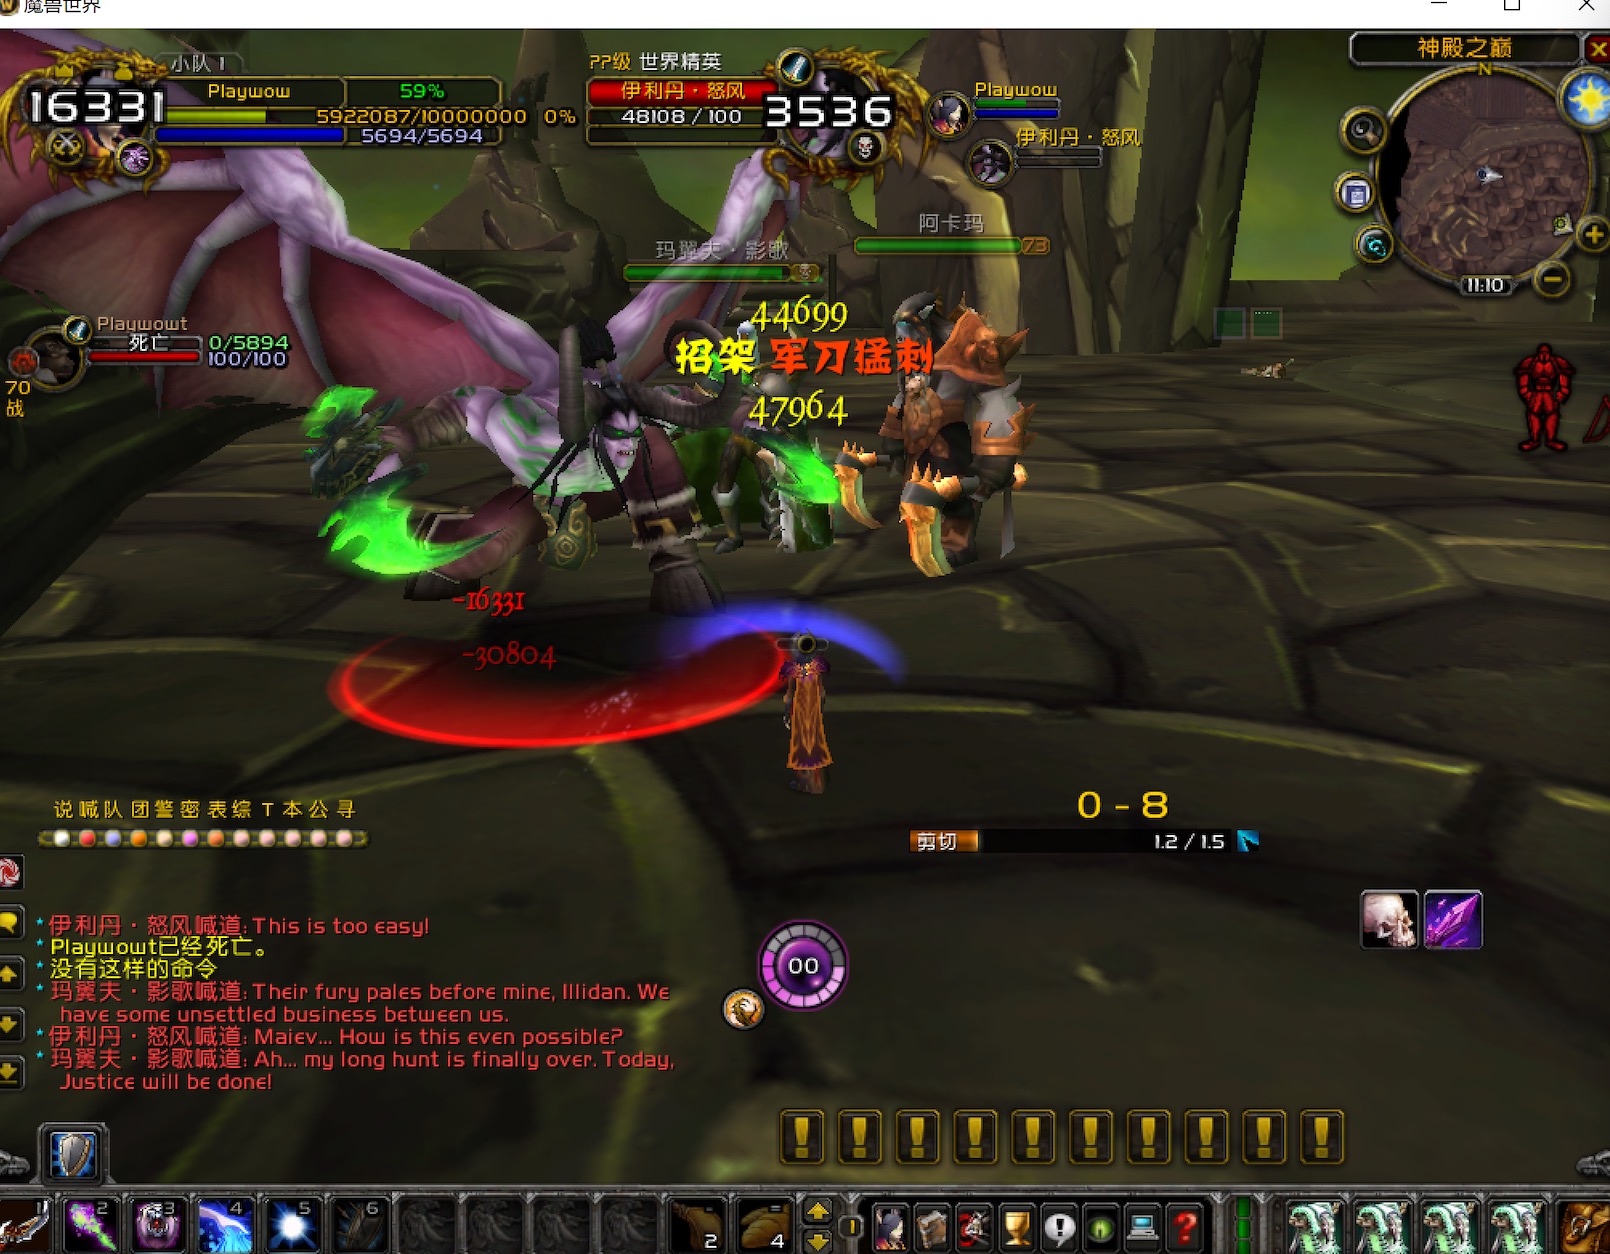 魔兽世界
小队 1
??级 世界精英
神殿之巅
N
Playwow
59%
16331
5922087/10000000 0%
5694/5694
伊利丹·怒风
48108 / 100
3536
Playwow
伊利丹·怒风
11:10
阿卡玛
73
玛翼夫·影歌
Playwowt
死亡
0/5894
100/100
70
战
44699
招架 军刀猛刺
47964
-16331
-30804
说喊队团警密表综T本公寻
0 - 8
剪切
1.2 / 1.5
伊利丹·怒风喊道: This is too easy!
Playwowt已经死亡。
没有这样的命令
玛翼夫·影歌喊道: Their fury pales before mine, Illidan. We
have some unsettled business between us.
伊利丹·怒风喊道: Maiev... How is this even possible?
玛翼夫·影歌喊道: Ah... my long hunt is finally over. Today,
Justice will be done!
00
1
2
3
4
5
6
=
2
4
1